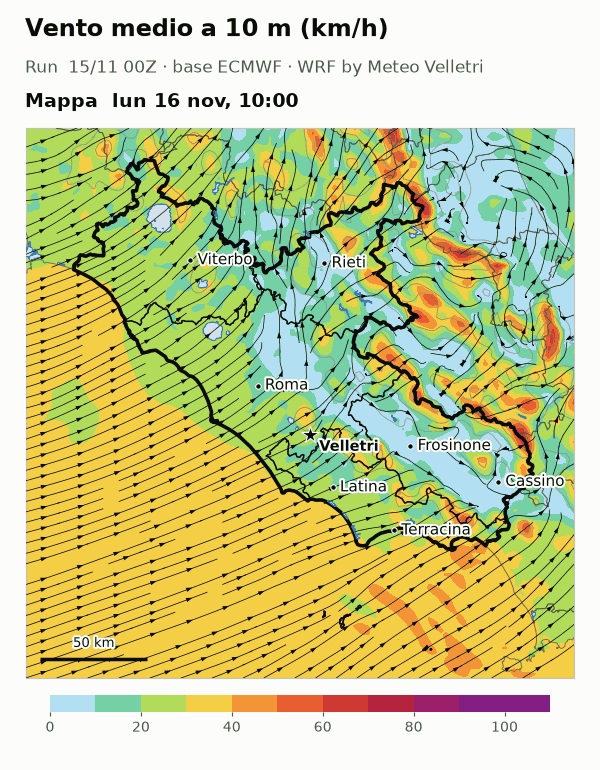 Vento medio a 10 m (km/h)
Run  15/11 00Z · base ECMWF · WRF by Meteo Velletri
Mappa  lun 16 nov, 10:00
Viterbo
Rieti
Roma
Velletri
Frosinone
Cassino
Latina
Terracina
50 km
0 20 40 60 80 100